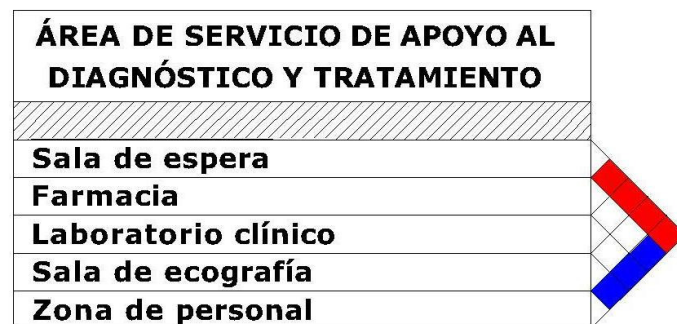 ÁREA DE SERVICIO DE APOYO AL
DIAGNÓSTICO Y TRATAMIENTO
Sala de espera
Farmacia
Laboratorio clínico
Sala de ecografía
Zona de personal